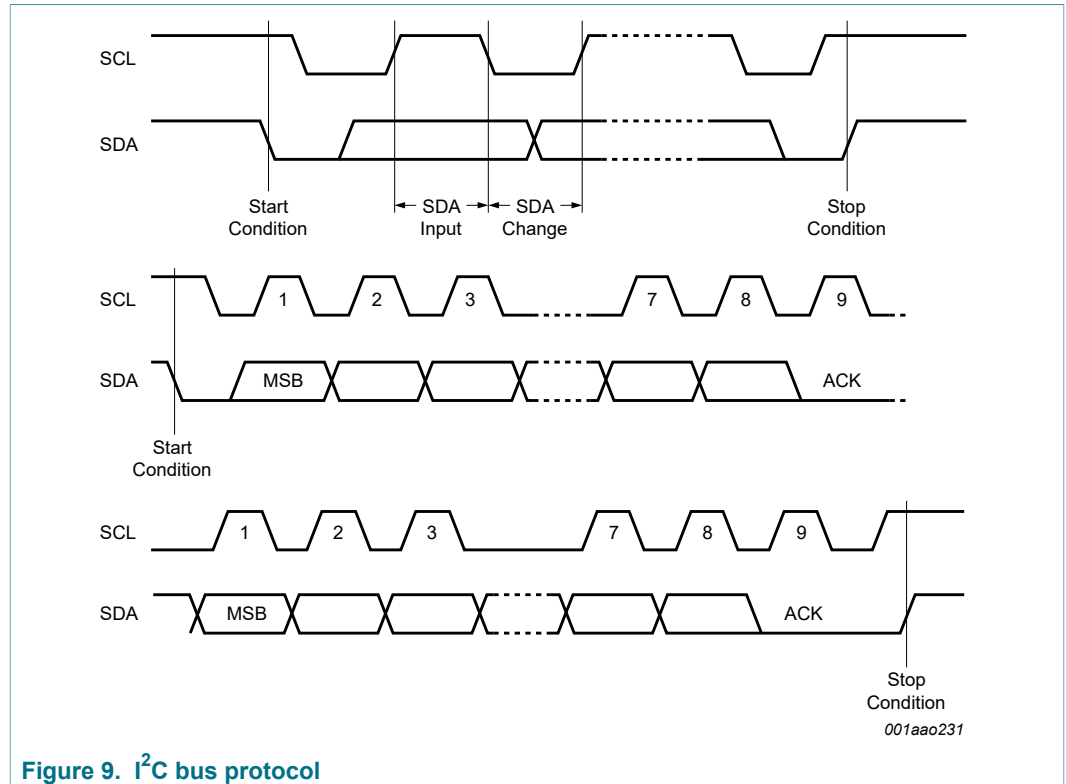 SCL
SDA
Start
Condition
SDA
Input
SDA
Change
Stop
Condition
SCL
1 2 3 7 8 9
SDA
MSB
ACK
Start
Condition
SCL
1 2 3 7 8 9
SDA
MSB
ACK
Stop
Condition
001aao231
Figure 9. I²C bus protocol